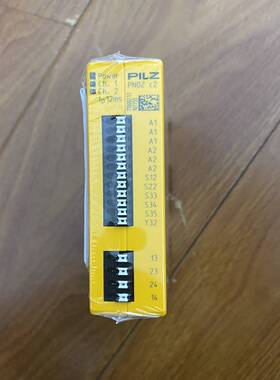 Power
PILZ
Ch. 1
PNOZ c2
Ch. 2
A1
A1
A1
A2
A2
A2
S12
S22
S33
S34
S35
Y32
13
23
24
14